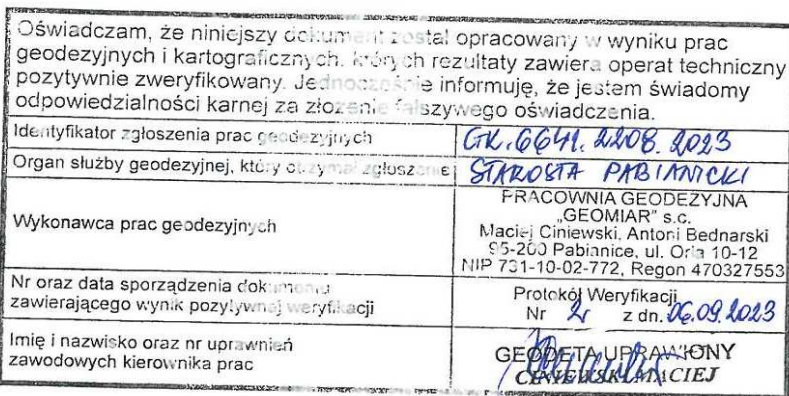 Oświadczam, że niniejszy dokument został opracowany w wyniku prac
geodezyjnych i kartograficznych, których rezultaty zawiera operat techniczny
pozytywnie zweryfikowany. Jednocześnie informuję, że jestem świadomy
odpowiedzialności karnej za złożenie fałszywego oświadczenia.
Identyfikator zgłoszenia prac geodezyjnych
GK.6641.2208.2023
Organ służby geodezyjnej, który otrzymał zgłoszenie
STAROSTA PABIANICKI
Wykonawca prac geodezyjnych
PRACOWNIA GEODEZYJNA
„GEOMIAR" s.c.
Maciej Ciniewski, Antoni Bednarski
95-200 Pabianice, ul. Orla 10-12
NIP 731-10-02-772, Regon 470327553
Nr oraz data sporządzenia dokumentu
zawierającego wynik pozytywnej weryfikacji
Protokół Weryfikacji
Nr z dn. 06.09.2023
Imię i nazwisko oraz nr uprawnień
zawodowych kierownika prac
GEODETA UPRAWNIONY
CINIEWSKI MACIEJ